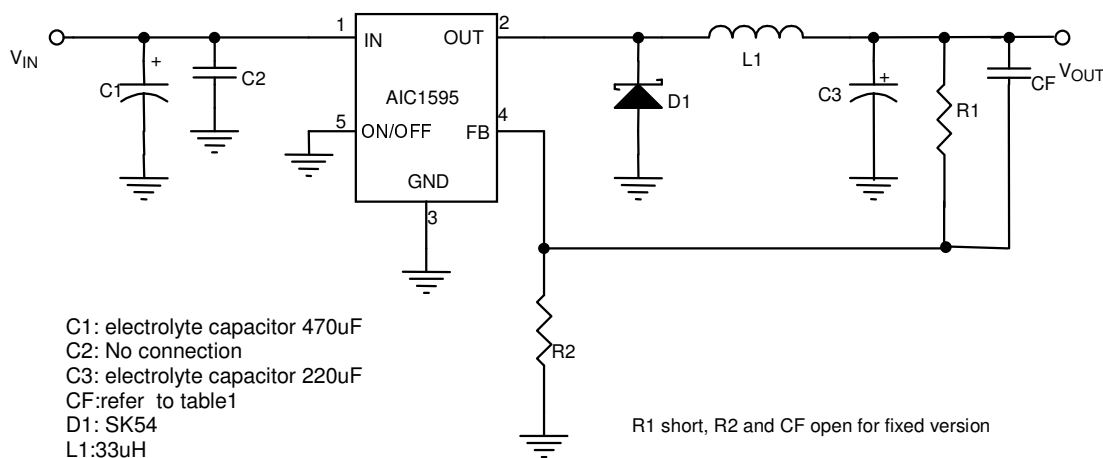 VIN
C1
+
C2
1
IN
OUT
2
AIC1595
5
ON/OFF
FB
4
GND
3
D1
L1
C3
+
R1
CF
VOUT
R2
C1: electrolyte capacitor 470uF
C2: No connection
C3: electrolyte capacitor 220uF
CF:refer to table1
D1: SK54
L1:33uH
R1 short, R2 and CF open for fixed version